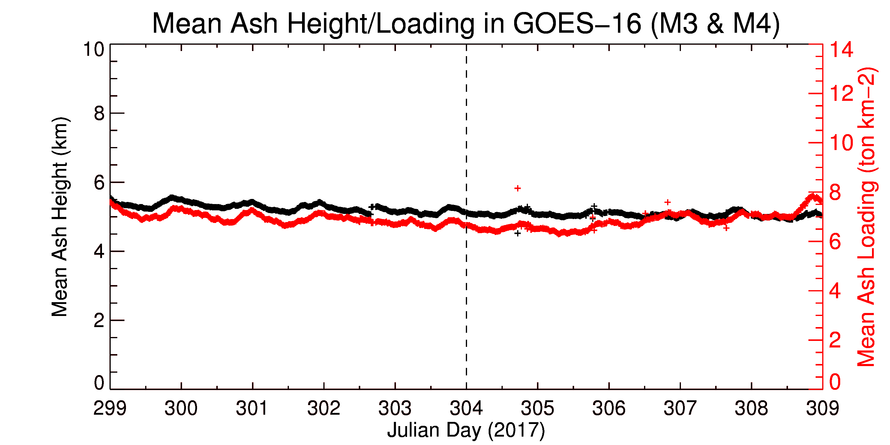 Mean Ash Height/Loading in GOES−16 (M3 & M4)
10
8
6
4
2
0
Mean Ash Height (km)
14
12
10
8
6
4
2
0
Mean Ash Loading (ton km−2)
299 300 301 302 303 304 305 306 307 308 309
Julian Day (2017)